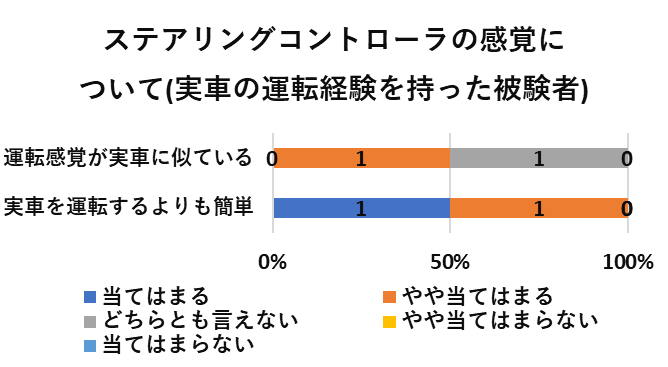 ステアリングコントローラの感覚に
ついて(実車の運転経験を持った被験者)
運転感覚が実車に似ている 0 1 1 0
実車を運転するよりも簡単 1 1 0
0% 50% 100%
当てはまる やや当てはまる
どちらとも言えない やや当てはまらない
当てはまらない